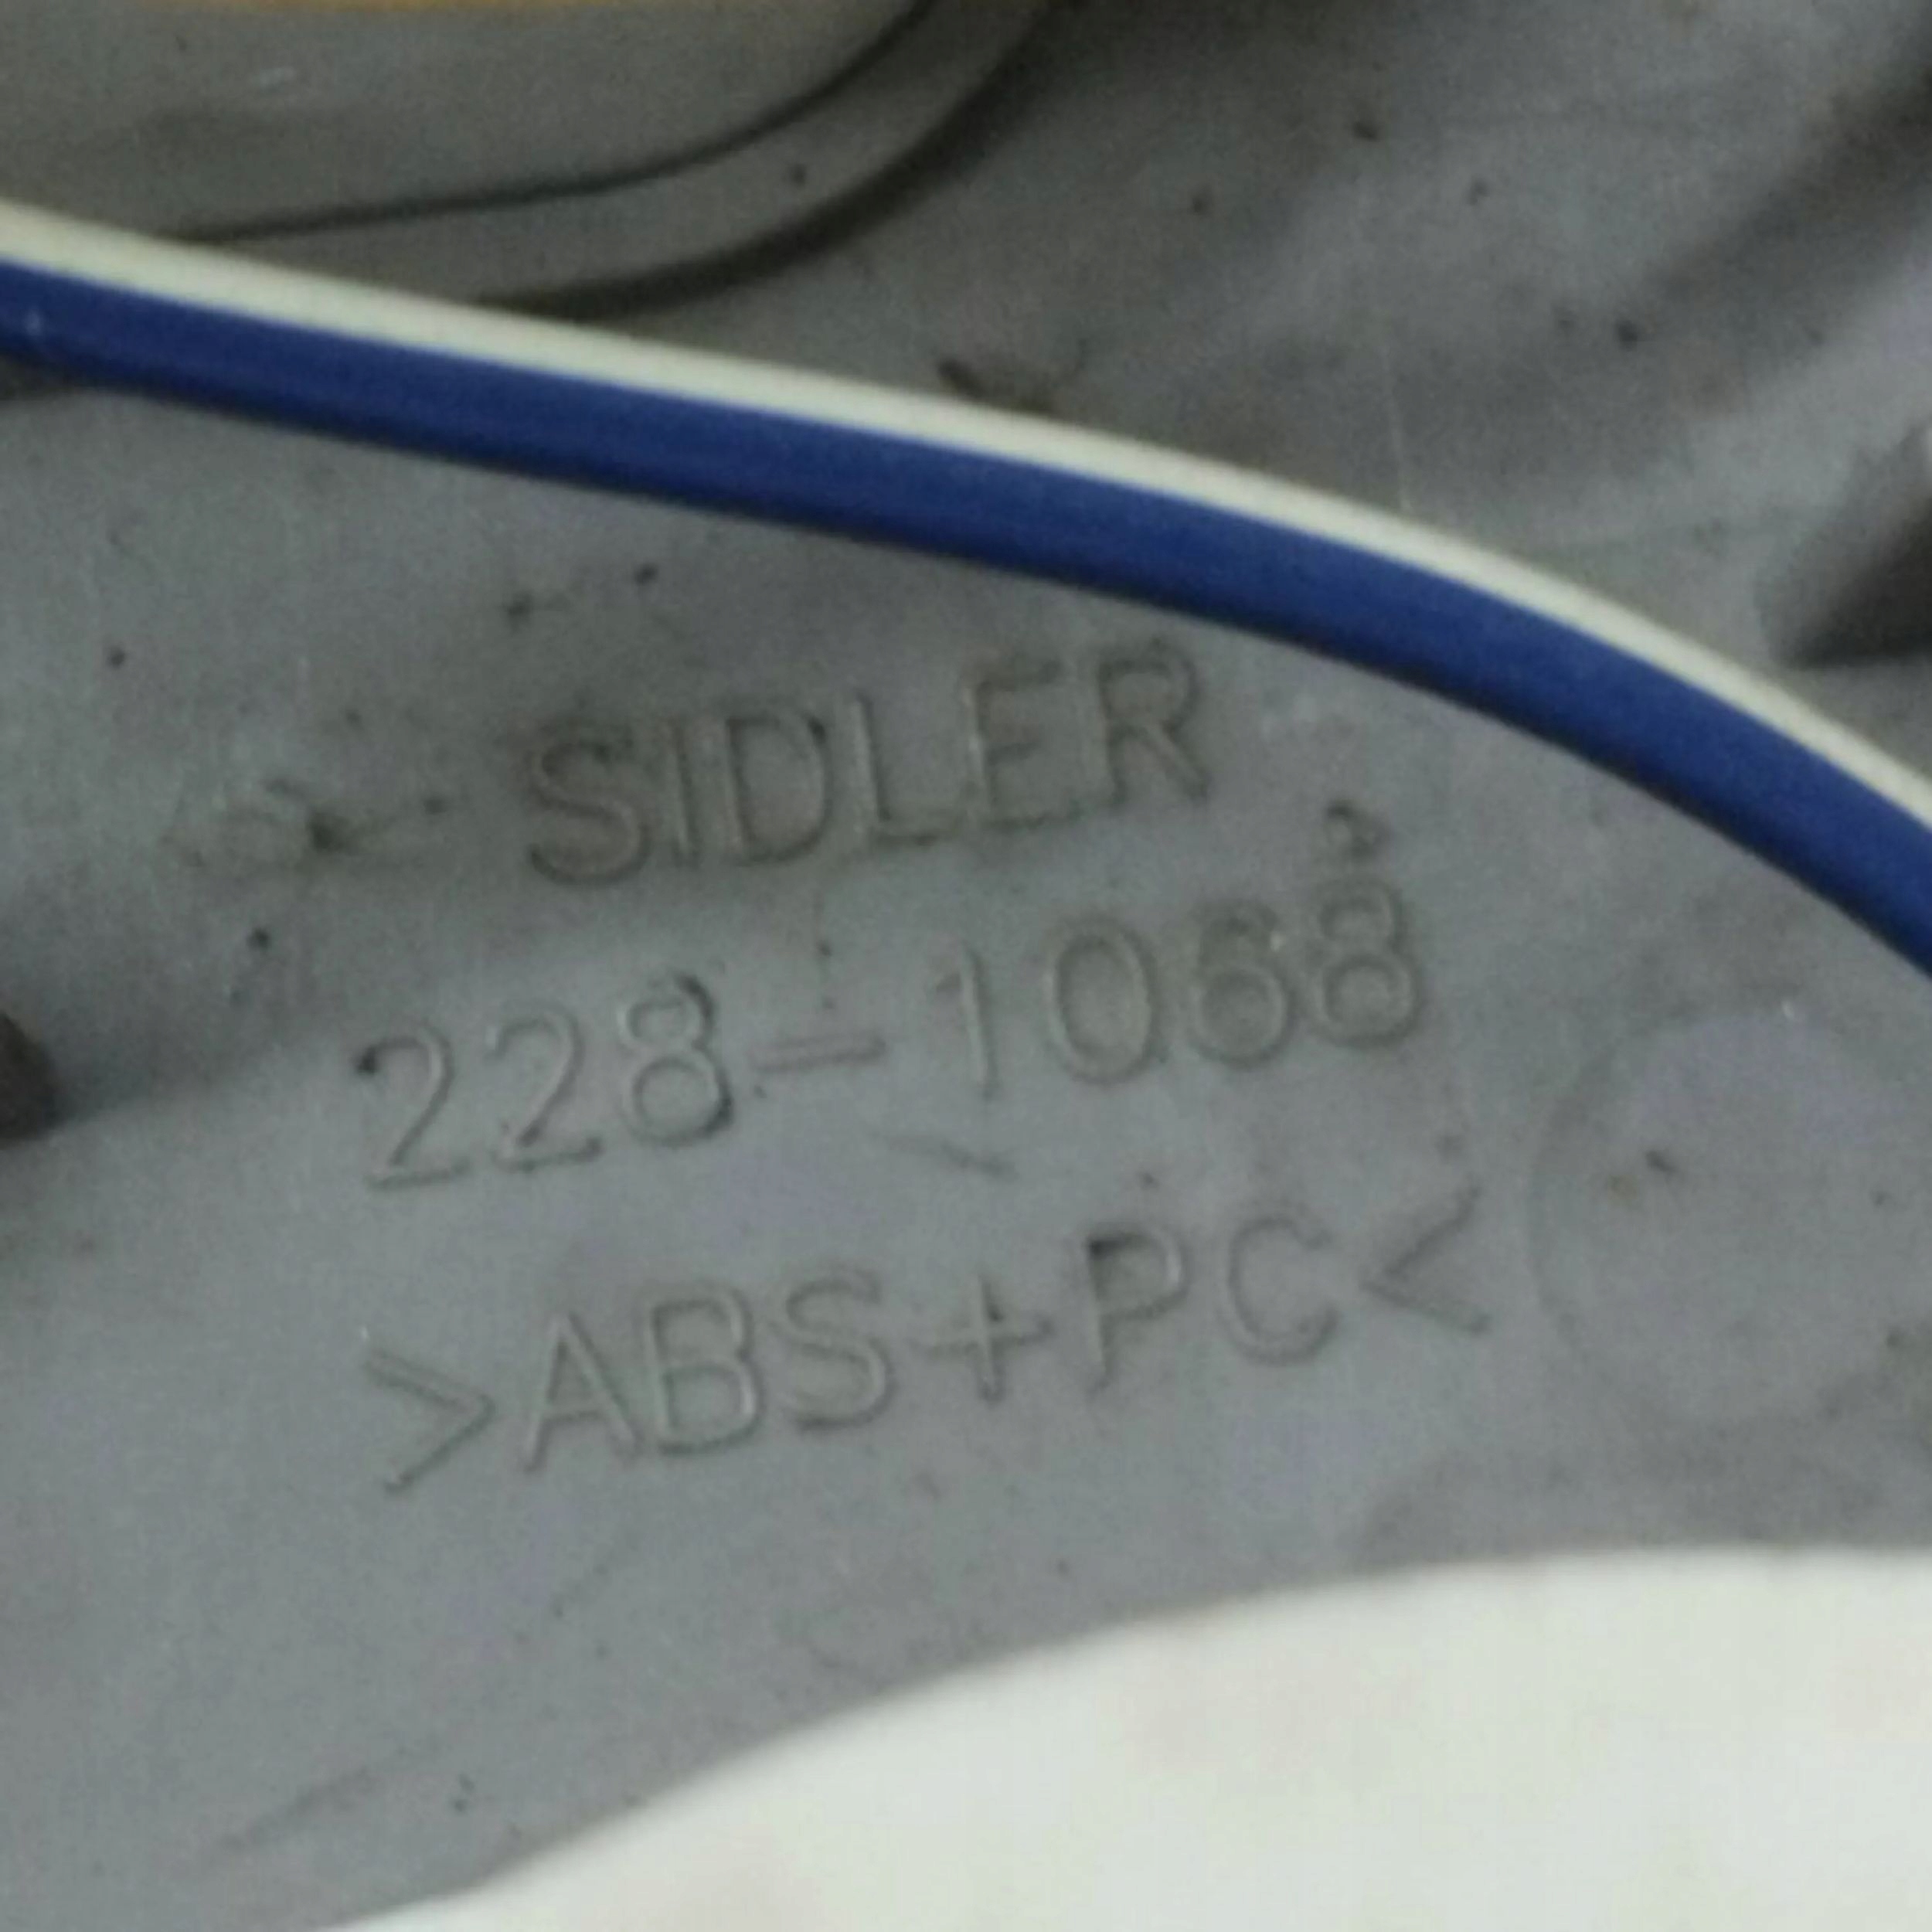 SIDLER
228-1068
>ABS+PC<